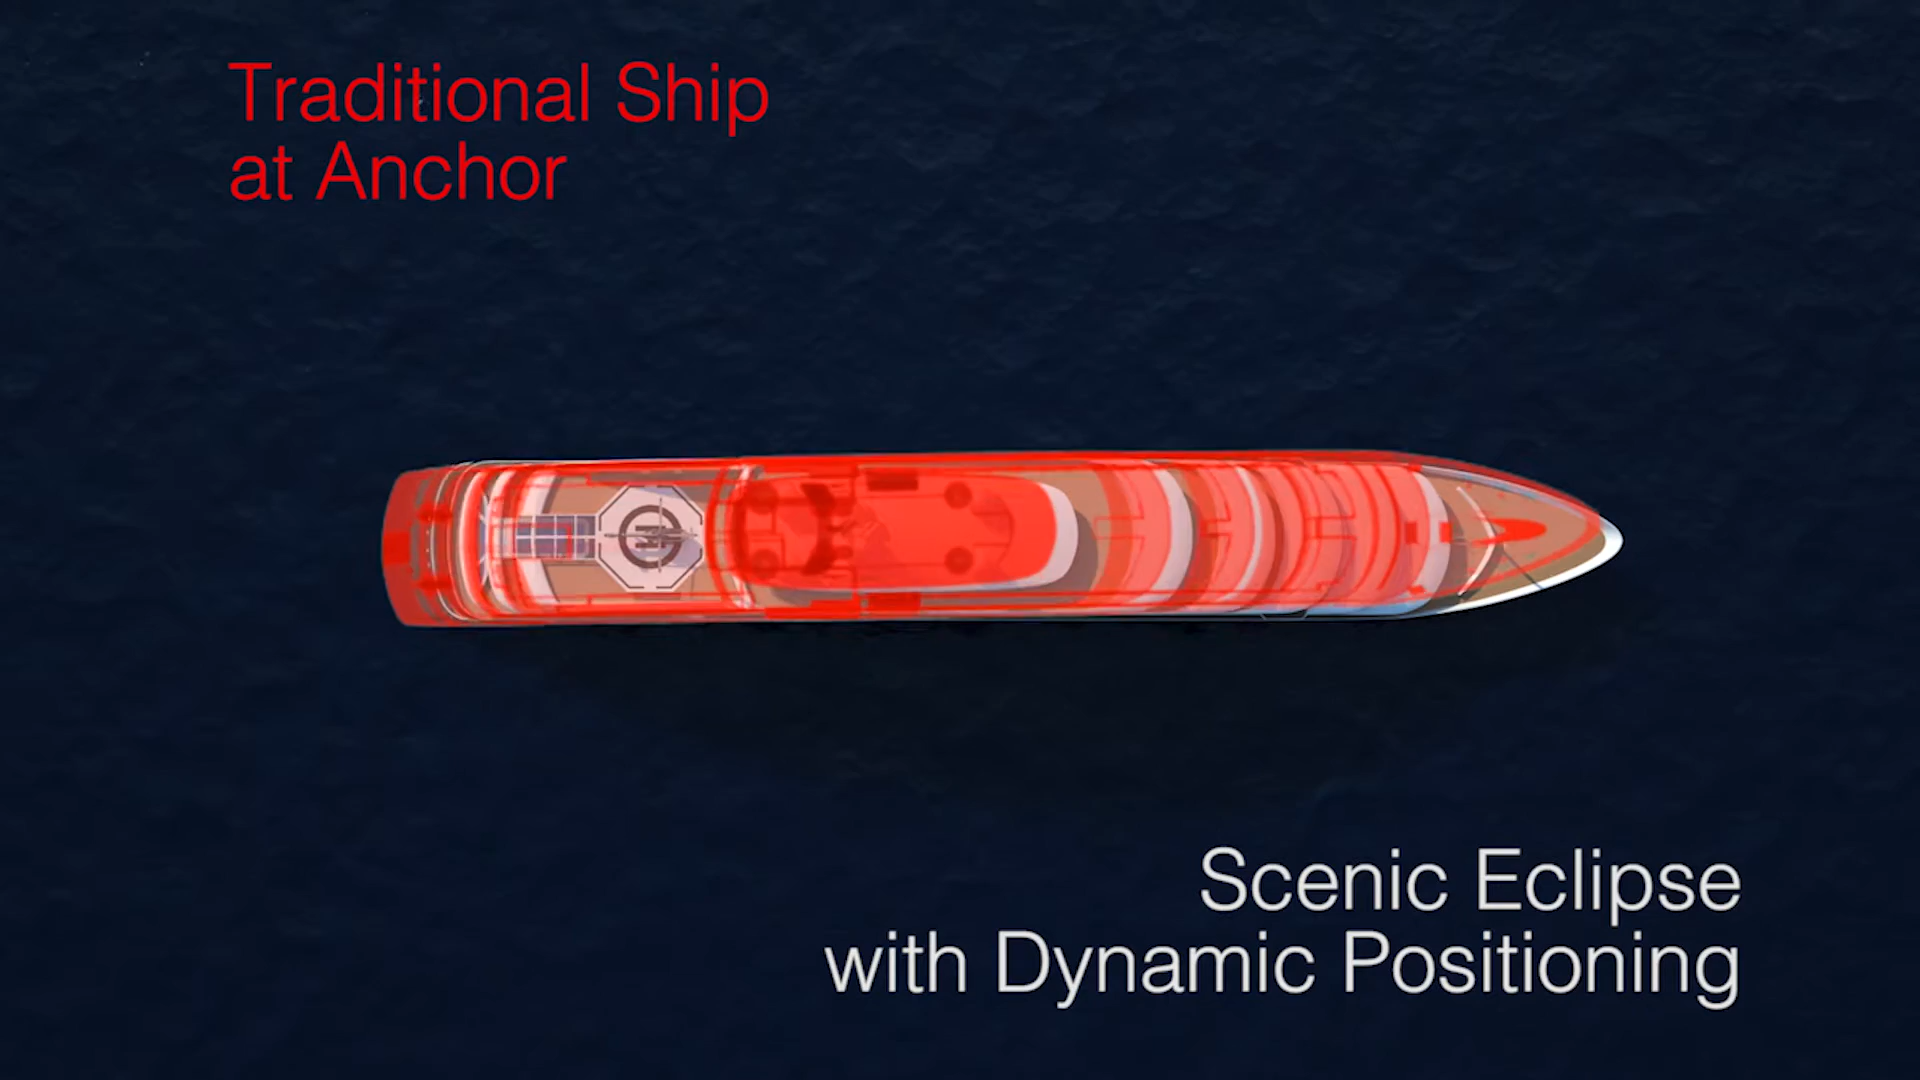 Traditional Ship
at Anchor
Scenic Eclipse
with Dynamic Positioning